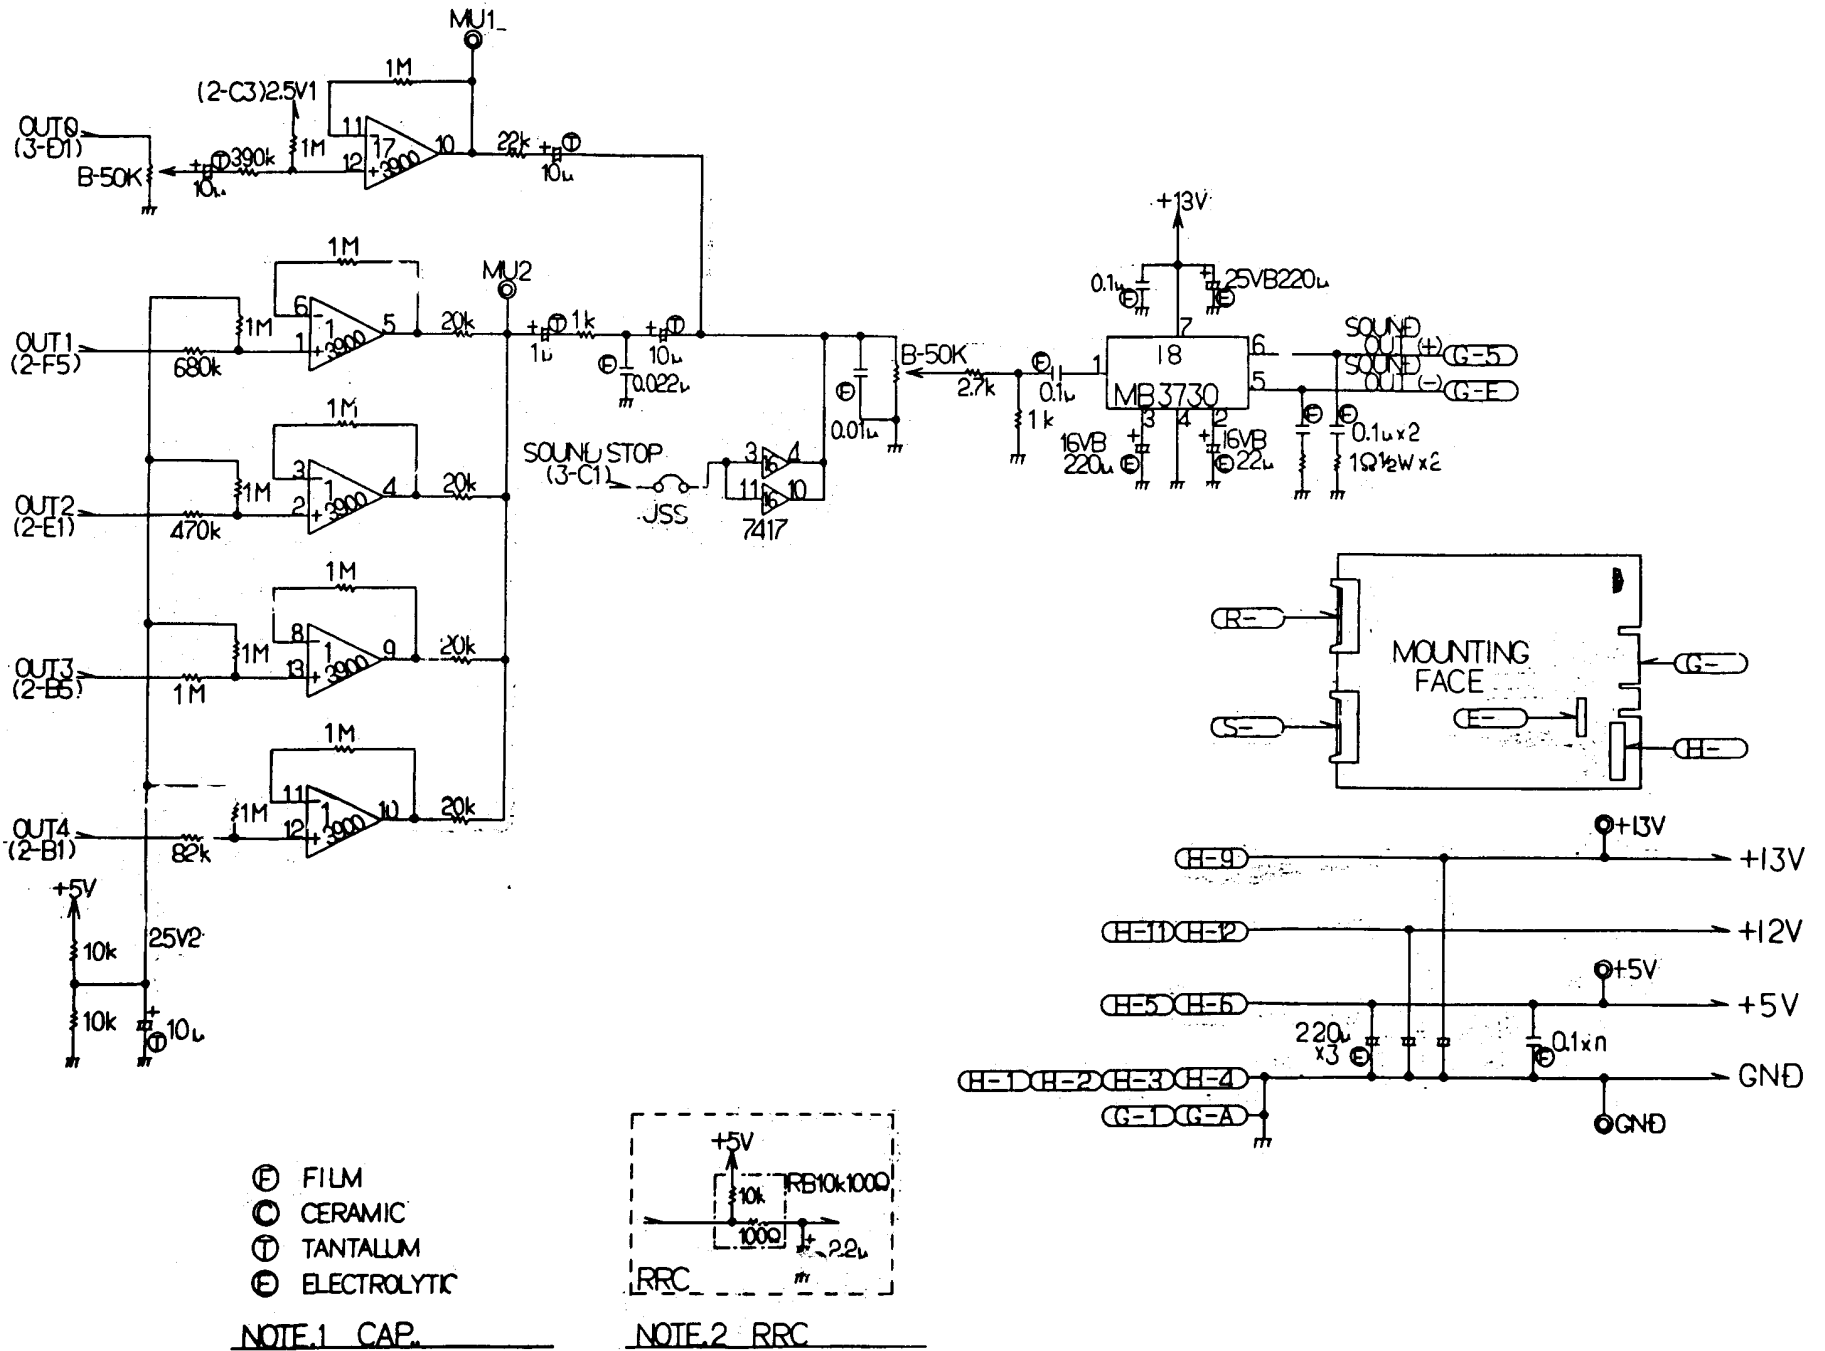 MU1
1M
(2-C3)2.5V1
OUT0
(3-D1)
11
17
10
22k
T
1M
12
3900
B-50K
T
390k
10µ
10µ
+13V
1M
MU2
0.1µ
F
25VB220µ
E
6
1
5
20k
T
1k
T
7
OUT1
(2-F5)
1M
1
3900
1µ
10µ
680k
F
0.022µ
B-50K
F
1
18
6
SOUND
OUT (+)
G-5
SOUND
OUT (-)
G-E
5
2.7k
0.1µ
MB3730
F
0.01µ
1k
3
4
2
F
F
0.1µx2
1Ω½Wx2
16VB
220µ
E
16VB
22µ
E
1M
3
1
4
20k
OUT2
(2-E1)
1M
2
3900
470k
SOUND STOP
(3-C1)
JSS
3
16
4
11
16
10
7417
1M
8
1
9
20k
OUT3
(2-B5)
1M
13
3900
1M
R-
MOUNTING
FACE
G-
S-
E-
H-
1M
11
1
10
20k
OUT4
(2-B1)
1M
12
3900
82k
+5V
10k
25V2
10k
T
10µ
+13V
H-9
+13V
H-11
H-12
+12V
+5V
H-5
H-6
+5V
220µ
x3
E
0.1xn
F
H-1
H-2
H-3
H-4
GND
G-1
G-A
GND
F FILM
C CERAMIC
T TANTALUM
E ELECTROLYTIC
NOTE.1 CAP.
+5V
RB10k100Ω
10k
100Ω
2.2µ
RRC
NOTE.2 RRC